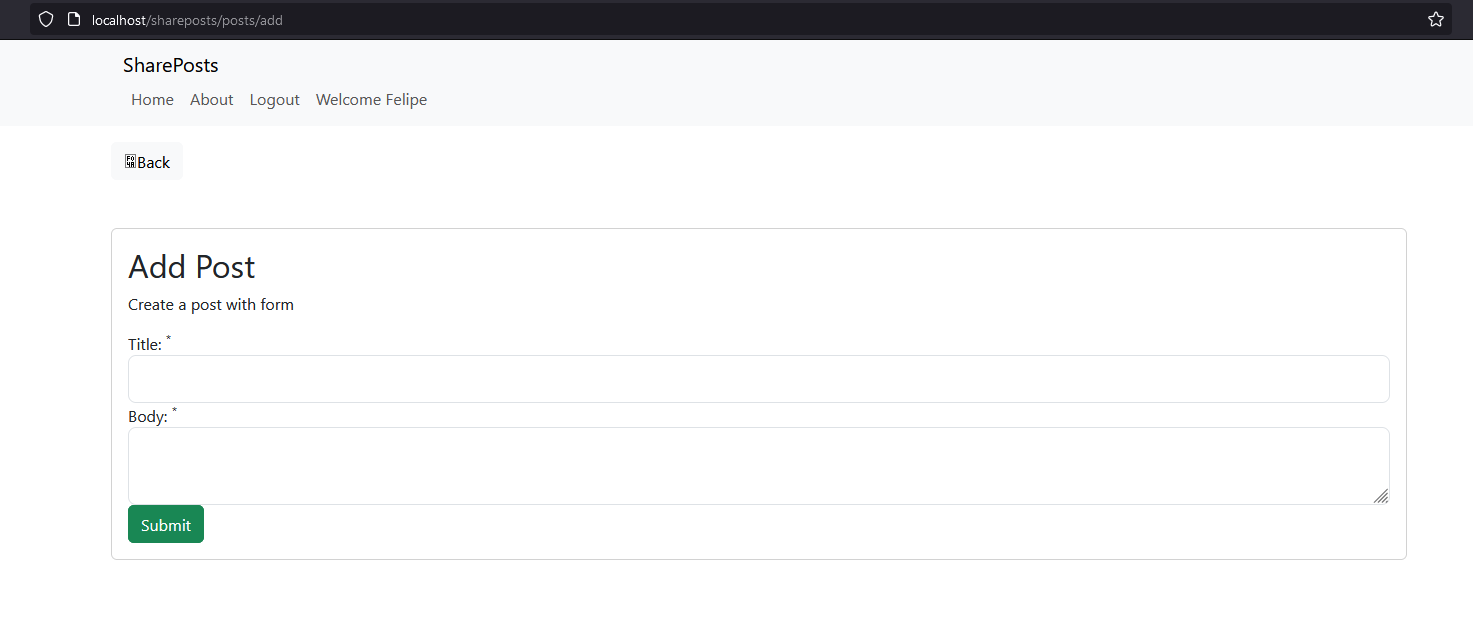 localhost/shareposts/posts/add
SharePosts
Home About Logout Welcome Felipe
Back
Add Post
Create a post with form
Title: *
Body: *
Submit